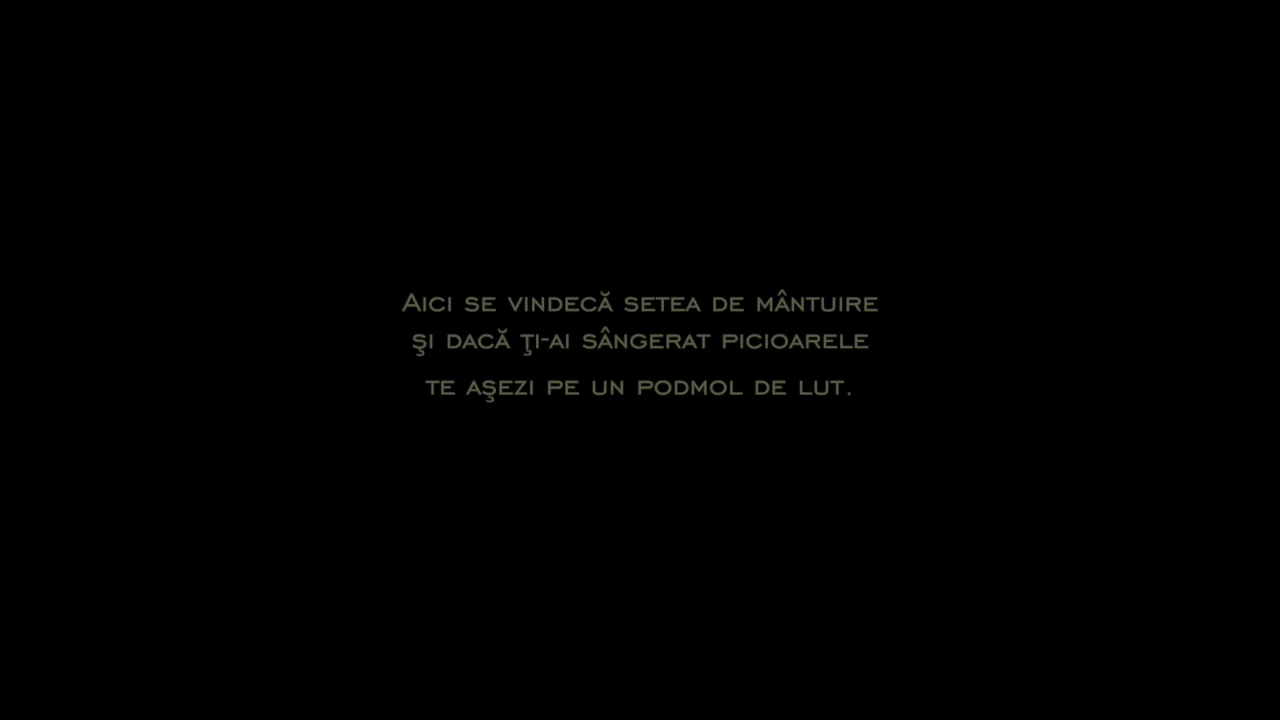 Aici se vindecă setea de mântuire
şi dacă ţi-ai sângerat picioarele
te aşezi pe un podmol de lut.